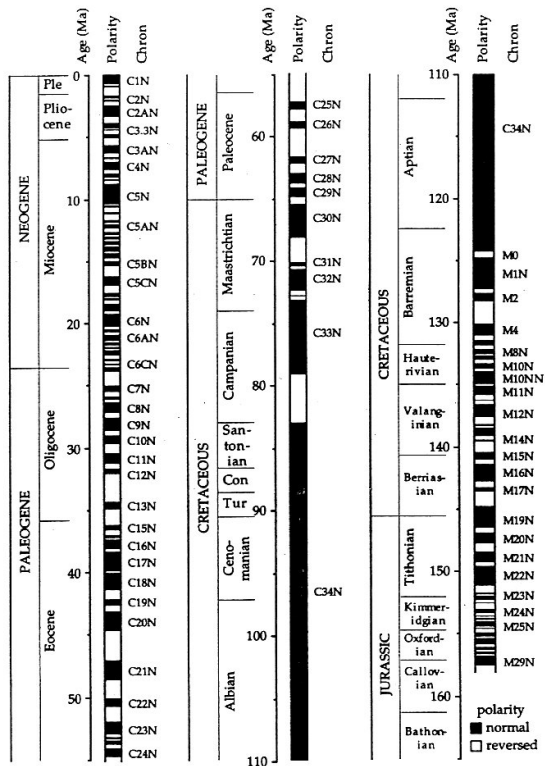 Age (Ma)
Polarity
Chron
0
10
20
30
40
50
NEOGENE
PALEOGENE
Ple
Plio-
cene
Miocene
Oligocene
Eocene
C1N
C2N
C2AN
C3.3N
C3AN
C4N
C5N
C5AN
C5BN
C5CN
C6N
C6AN
C6CN
C7N
C8N
C9N
C10N
C11N
C12N
C13N
C15N
C16N
C17N
C18N
C19N
C20N
C21N
C22N
C23N
C24N
Age (Ma)
Polarity
Chron
60
70
80
90
100
110
PALEOGENE
CRETACEOUS
Paleocene
Maastrichtian
Campanian
San-
ton-
ian
Con
Tur
Ceno-
manian
Albian
C25N
C26N
C27N
C28N
C29N
C30N
C31N
C32N
C33N
C34N
Age (Ma)
Polarity
Chron
110
120
130
140
150
160
CRETACEOUS
JURASSIC
Aptian
Barremian
Haute-
rivian
Valang-
inian
Berrias-
ian
Tithonian
Kimmer-
idgian
Oxford-
ian
Callov-
ian
Bathon-
ian
C34N
M0
M1N
M2
M4
M8N
M10N
M10NN
M11N
M12N
M14N
M15N
M16N
M17N
M19N
M20N
M21N
M22N
M23N
M24N
M25N
M29N
polarity
normal
reversed